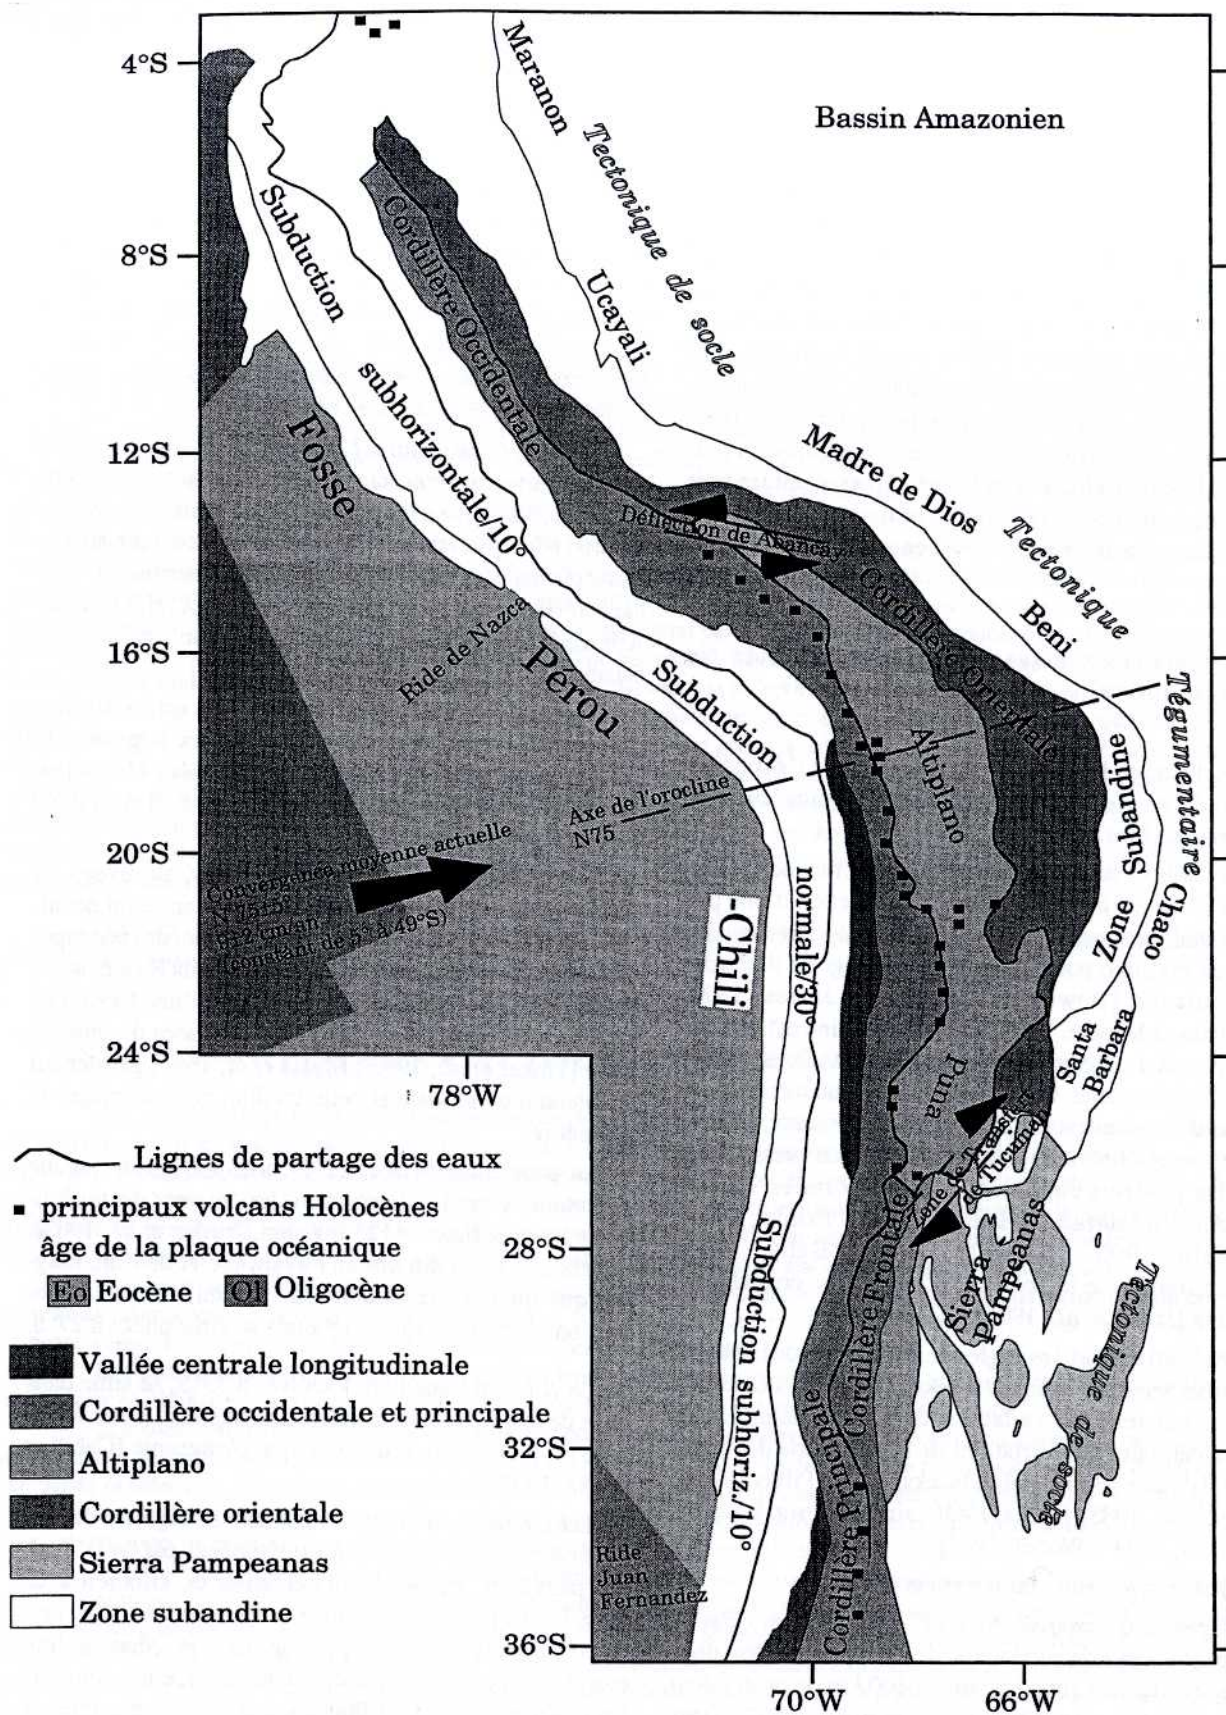 4°S
8°S
12°S
16°S
20°S
24°S
28°S
32°S
36°S
78°W
70°W
66°W
Bassin Amazonien
Maranon
Tectonique de socle
Ucayali
Madre de Dios
Tectonique
Beni
Tégumentaire
Chaco
Zone Subandine
Santa
Barbara
Subduction
subhorizontale/10°
Cordillère Occidentale
Fosse
Pérou
-Chili
Déflection de Abancay
Cordillère Orientale
Altiplano
Ride de Nazca
Subduction
normale/30°
Axe de l'orocline
N75
Convergence moyenne actuelle
(constant de 5° à 49°S)
Puna
Zone de Transfert
de Tucuman
Sierra
Pampeanas
Tectonique de socle
Cordillère Frontale
Cordillère Principale
Subduction subhoriz./10°
Ride
Juan
Fernandez
Lignes de partage des eaux
principaux volcans Holocènes
âge de la plaque océanique
Eo Eocène Ol Oligocène
Vallée centrale longitudinale
Cordillère occidentale et principale
Altiplano
Cordillère orientale
Sierra Pampeanas
Zone subandine